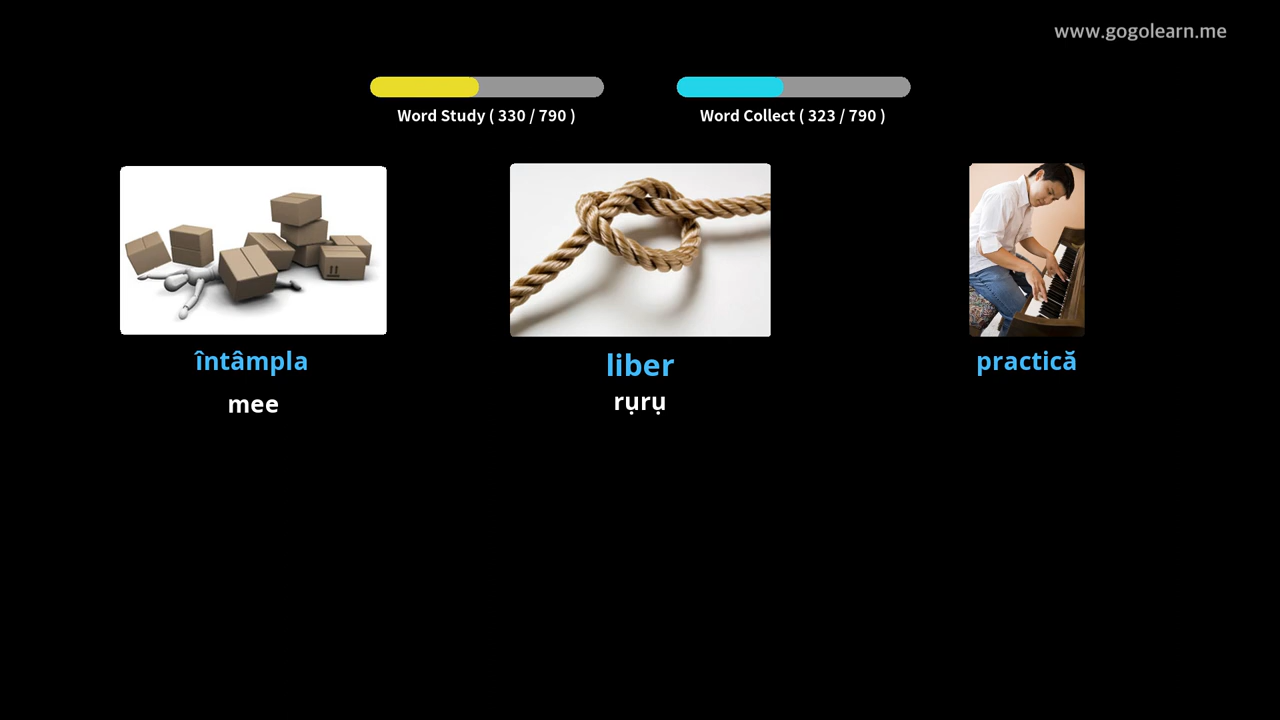 www.gogolearn.me
Word Study ( 330 / 790 )
Word Collect ( 323 / 790 )
întâmpla
mee
liber
rụrụ
practică